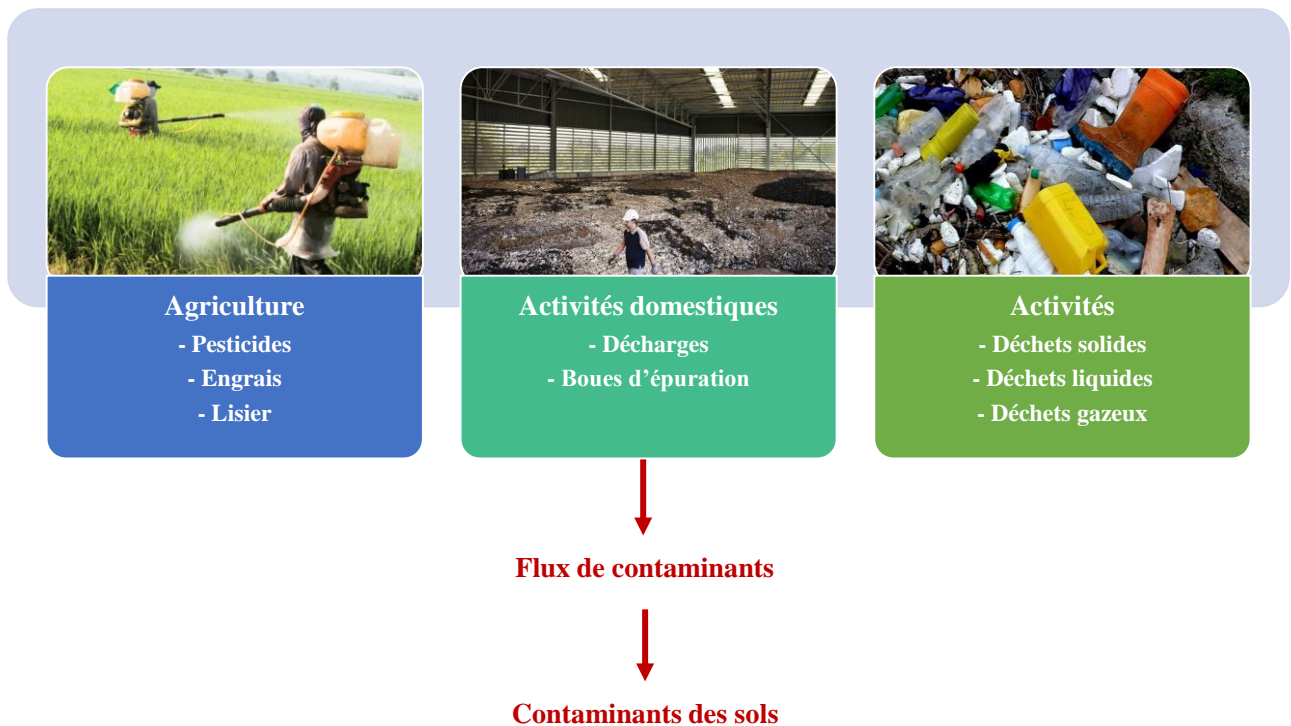 Agriculture
- Pesticides
- Engrais
- Lisier
Activités domestiques
- Décharges
- Boues d’épuration
Activités
- Déchets solides
- Déchets liquides
- Déchets gazeux
Flux de contaminants
Contaminants des sols